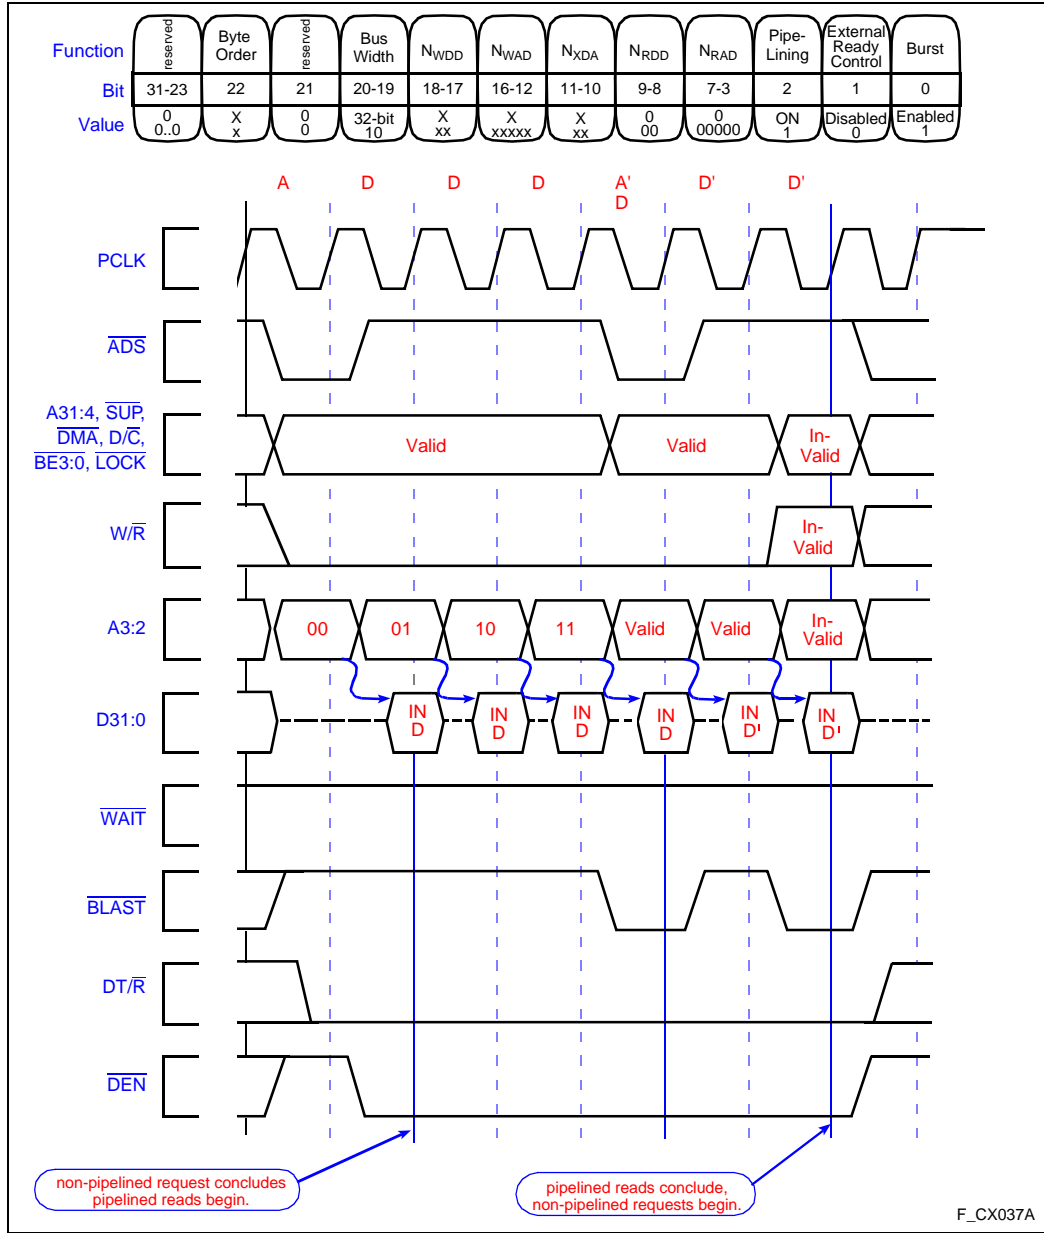 Function
reserved
Byte
Order
reserved
Bus
Width
NWDD
NWAD
NXDA
NRDD
NRAD
Pipe-
Lining
External
Ready
Control
Burst
Bit 31-23 22 21 20-19 18-17 16-12 11-10 9-8 7-3 2 1 0
Value 0 X 0 32-bit X X X 0 0 ON Disabled Enabled
0..0 x 0 10 xx xxxxx xx 00 00000 1 0 1
A D D D A' D' D'
D
PCLK
ADS
A31:4, SUP,
DMA, D/C,
BE3:0, LOCK
Valid Valid In-
Valid
W/R
In-
Valid
A3:2
00 01 10 11 Valid Valid In-
Valid
D31:0
IN IN IN IN IN IN
D D D D D' D'
WAIT
BLAST
DT/R
DEN
non-pipelined request concludes
pipelined reads begin.
pipelined reads conclude,
non-pipelined requests begin.
F_CX037A